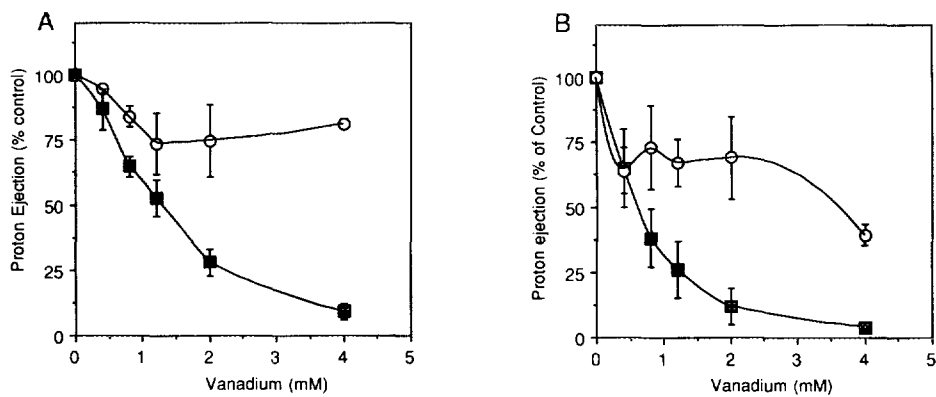 A
Proton Ejection (% control)
100
75
50
25
0
0 1 2 3 4 5
Vanadium (mM)
B
Proton ejection (% of Control)
100
75
50
25
0
0 1 2 3 4 5
Vanadium (mM)